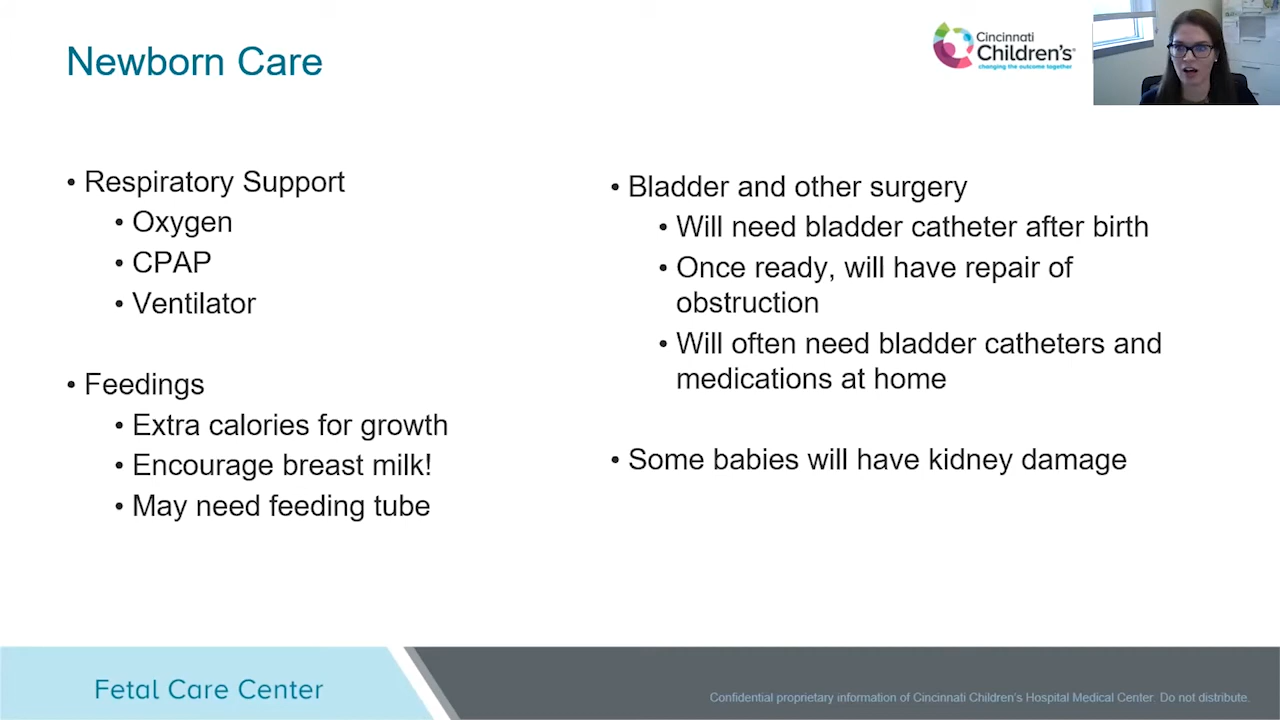 Newborn Care
Cincinnati
Children's
changing the outcome together
• Respiratory Support
• Oxygen
• CPAP
• Ventilator
• Feedings
• Extra calories for growth
• Encourage breast milk!
• May need feeding tube
• Bladder and other surgery
• Will need bladder catheter after birth
• Once ready, will have repair of
obstruction
• Will often need bladder catheters and
medications at home
• Some babies will have kidney damage
Fetal Care Center
Confidential proprietary information of Cincinnati Children's Hospital Medical Center. Do not distribute.